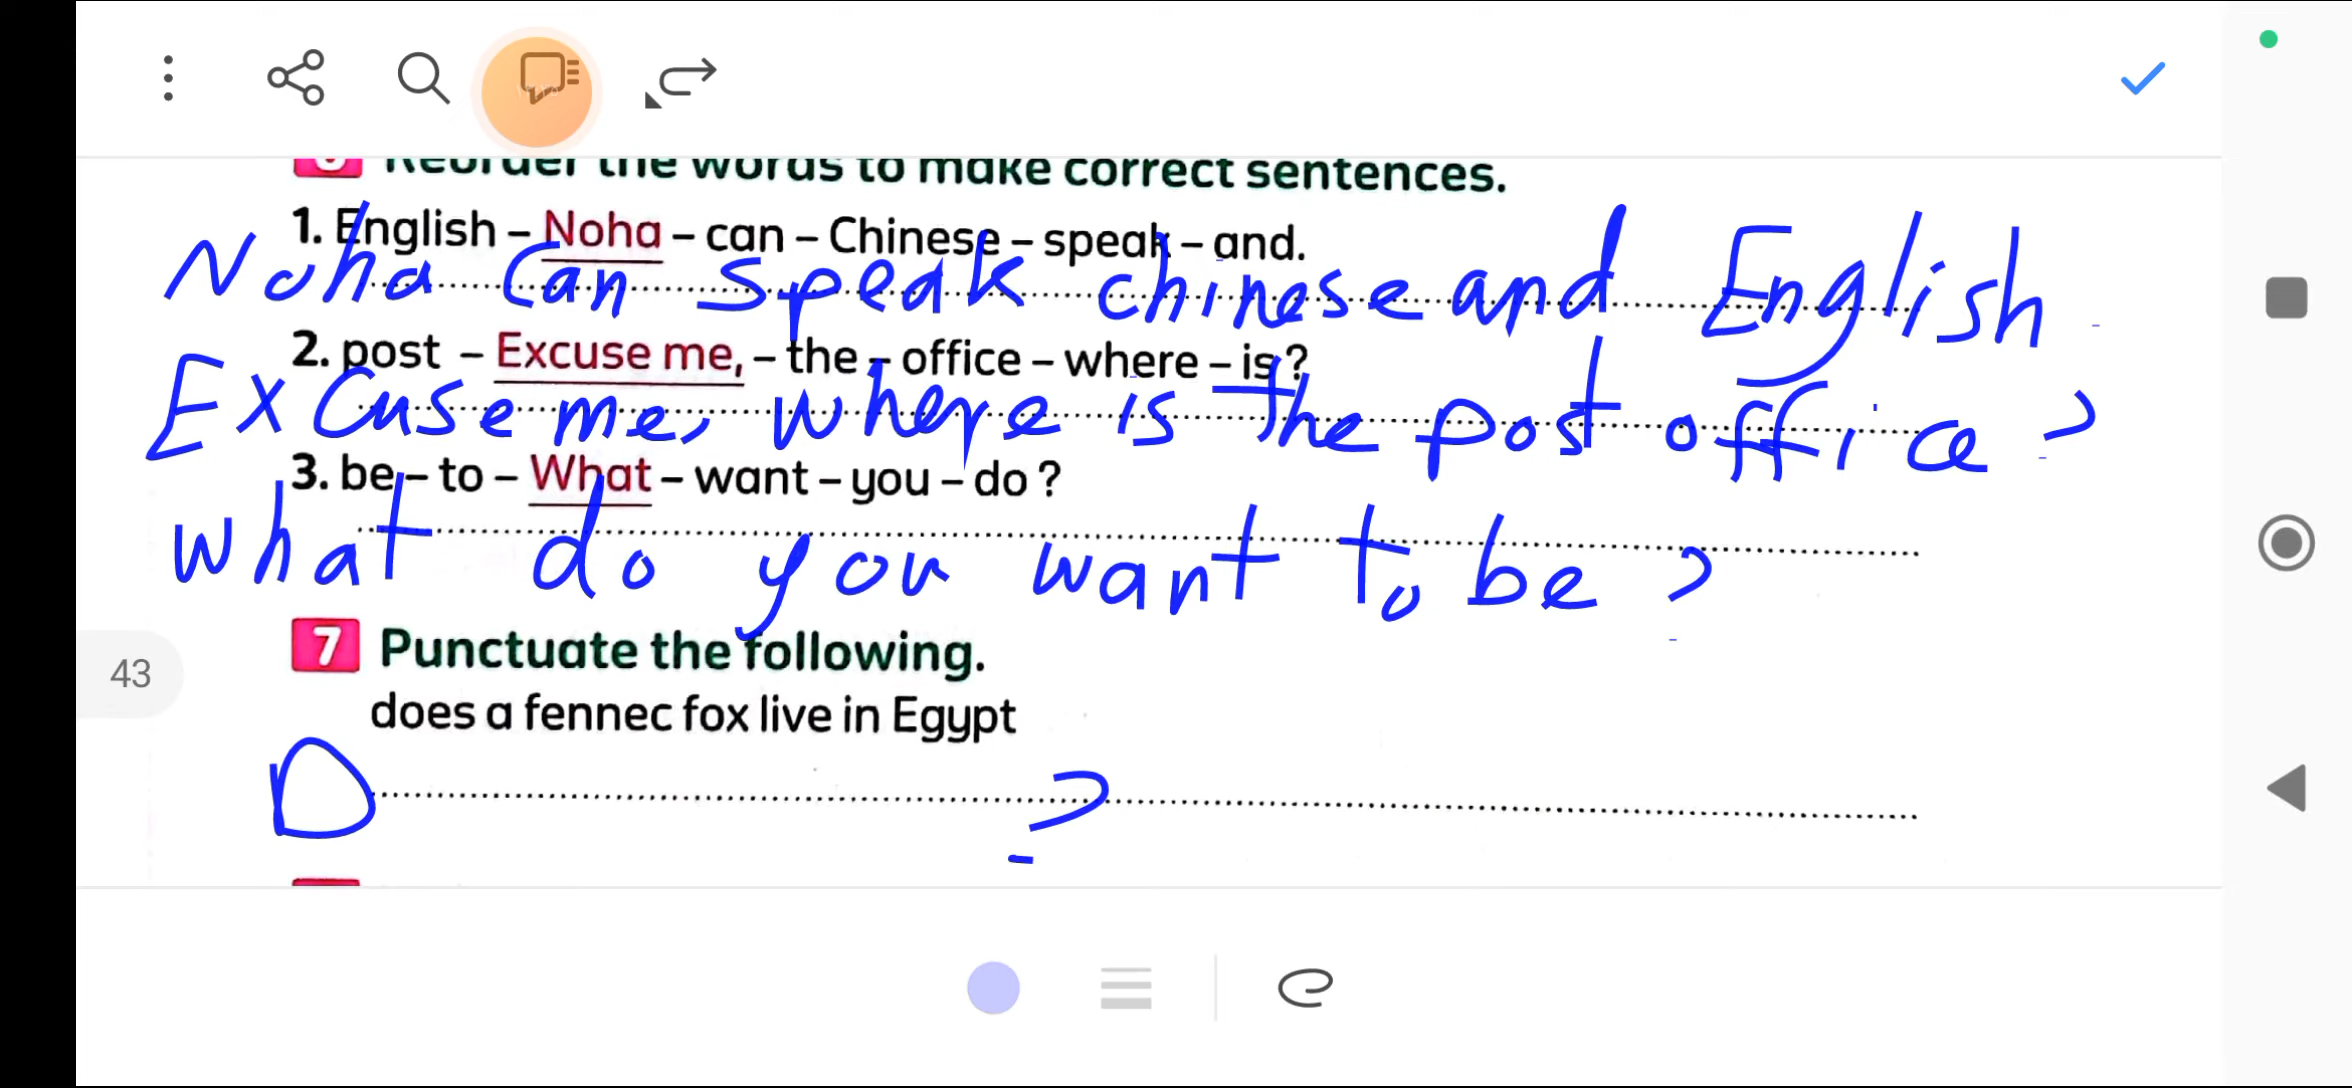 Reorder the words to make correct sentences.
1. English – Noha – can – Chinese – speak – and.
Noha Can speak chinese and English.
2. post – Excuse me, – the – office – where – is ?
Excuse me, where is the post office ?
3. be – to – What – want – you – do ?
what do you want to be ?
7 Punctuate the following.
43
does a fennec fox live in Egypt
D ?